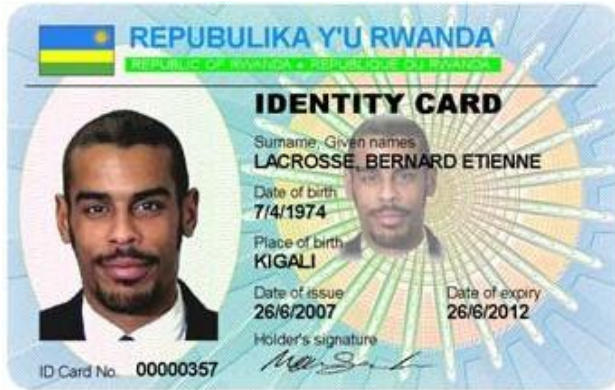 REPUBULIKA Y'U RWANDA
REPUBLIC OF RWANDA • REPUBLIQUE DU RWANDA
IDENTITY CARD
Surname, Given names
LACROSSE, BERNARD ETIENNE
Date of birth
7/4/1974
Place of birth
KIGALI
Date of issue Date of expiry
26/6/2007 26/6/2012
Holder's signature
ID Card No. 00000357